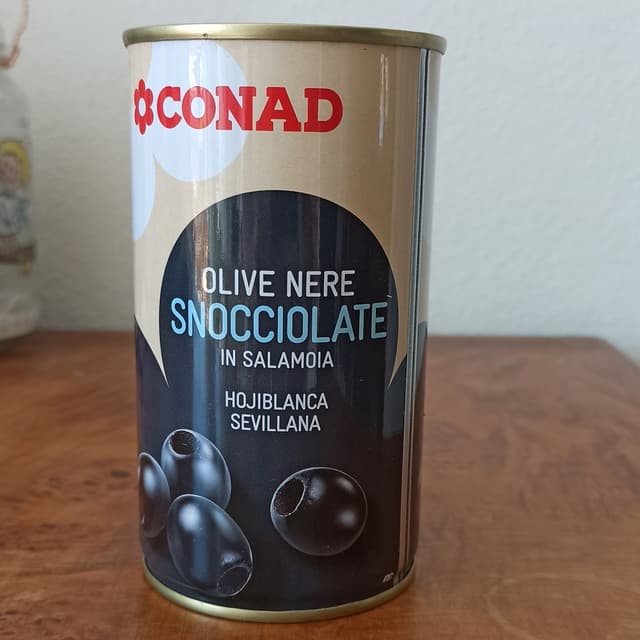 CONAD
OLIVE NERE
SNOCCIOLATE
IN SALAMOIA
HOJIBLANCA
SEVILLANA